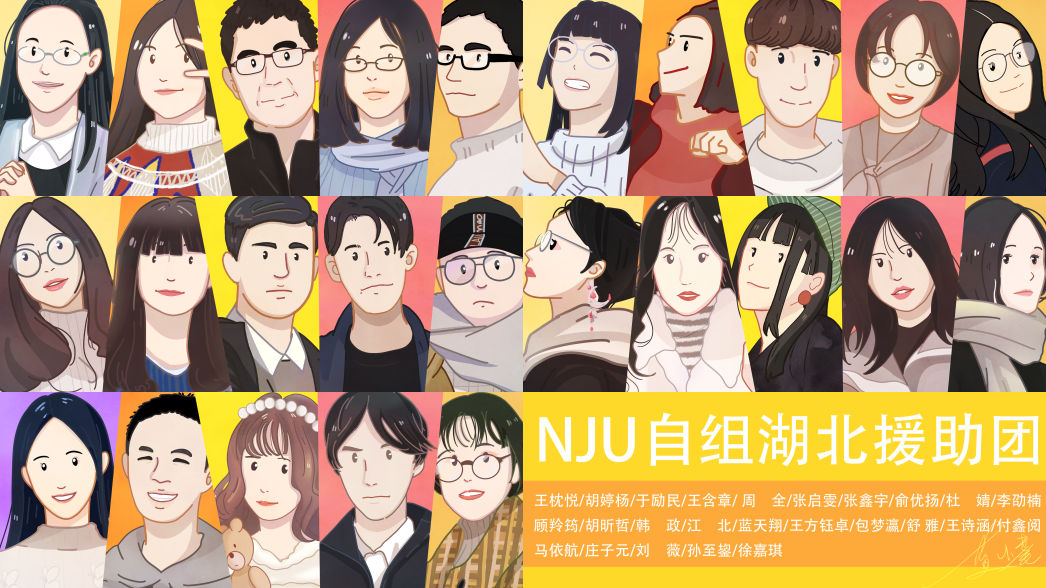 NJU自组湖北援助团
王枕悦/胡婷杨/于励民/王含章/ 周 全/张启雯/张鑫宇/俞优扬/杜 婧/李劭楠
顾羚筠/胡昕哲/韩 政/江 北/蓝天翔/王方钰卓/包梦瀛/舒 雅/王诗涵/付鑫阅
马依航/庄子元/刘 薇/孙至鋆/徐嘉琪